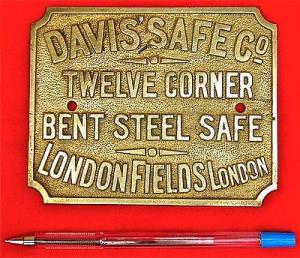 DAVIS' SAFE CO
TWELVE CORNER
BENT STEEL SAFE
LONDON FIELDS LONDON